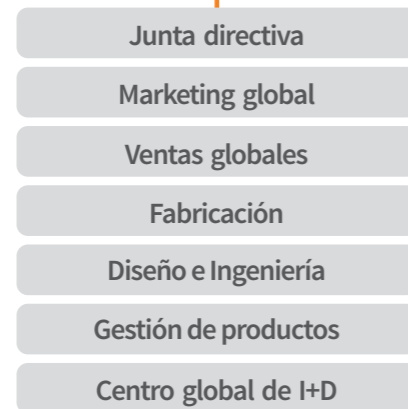 Junta directiva
Marketing global
Ventas globales
Fabricación
Diseño e Ingeniería
Gestión de productos
Centro global de I+D